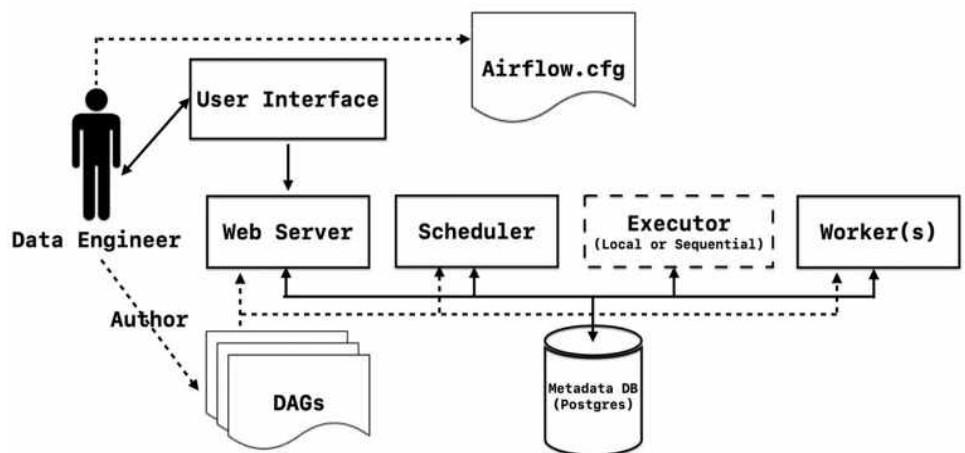 Airflow.cfg
User Interface
Data Engineer
Web Server
Scheduler
Executor
(Local or Sequential)
Worker(s)
Author
DAGs
Metadata DB
(Postgres)